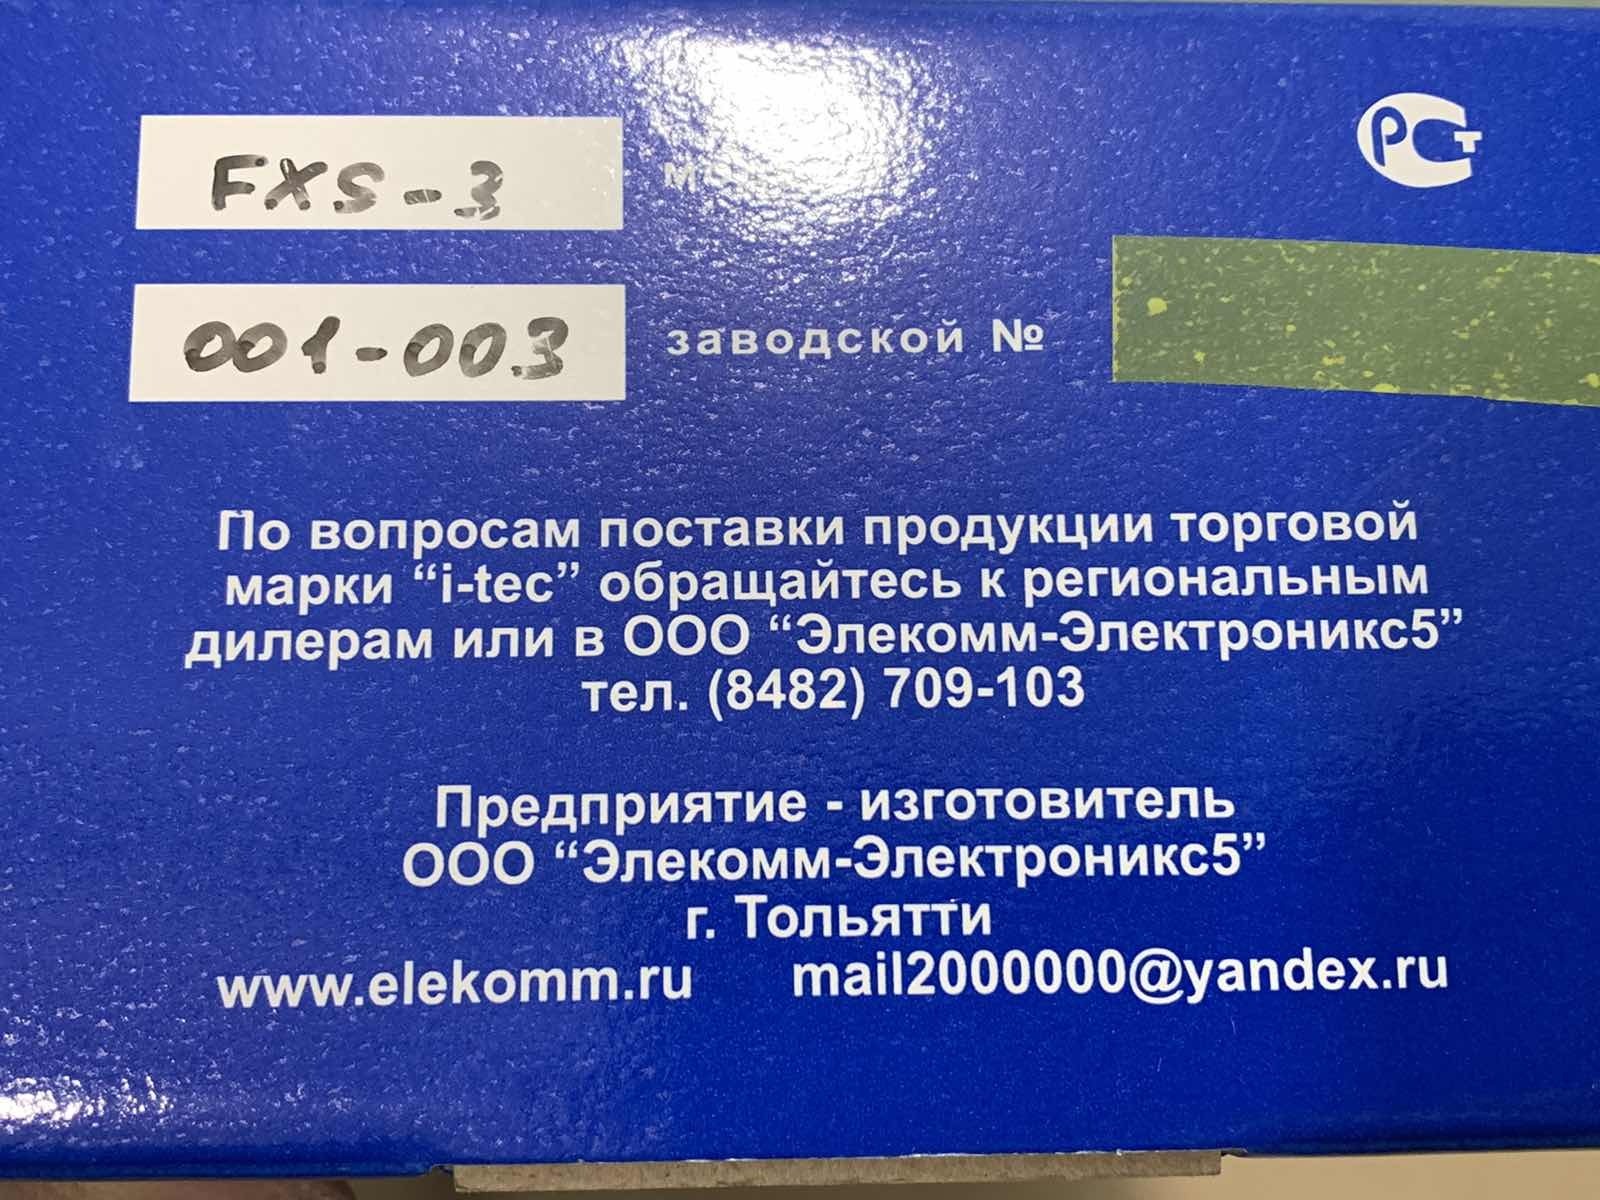 FXS-3
РСТ
001-003 заводской №
По вопросам поставки продукции торговой
марки “i-tec” обращайтесь к региональным
дилерам или в ООО “Элекомм-Электроникс5”
тел. (8482) 709-103
Предприятие - изготовитель
ООО “Элекомм-Электроникс5”
г. Тольятти
www.elekomm.ru mail2000000@yandex.ru